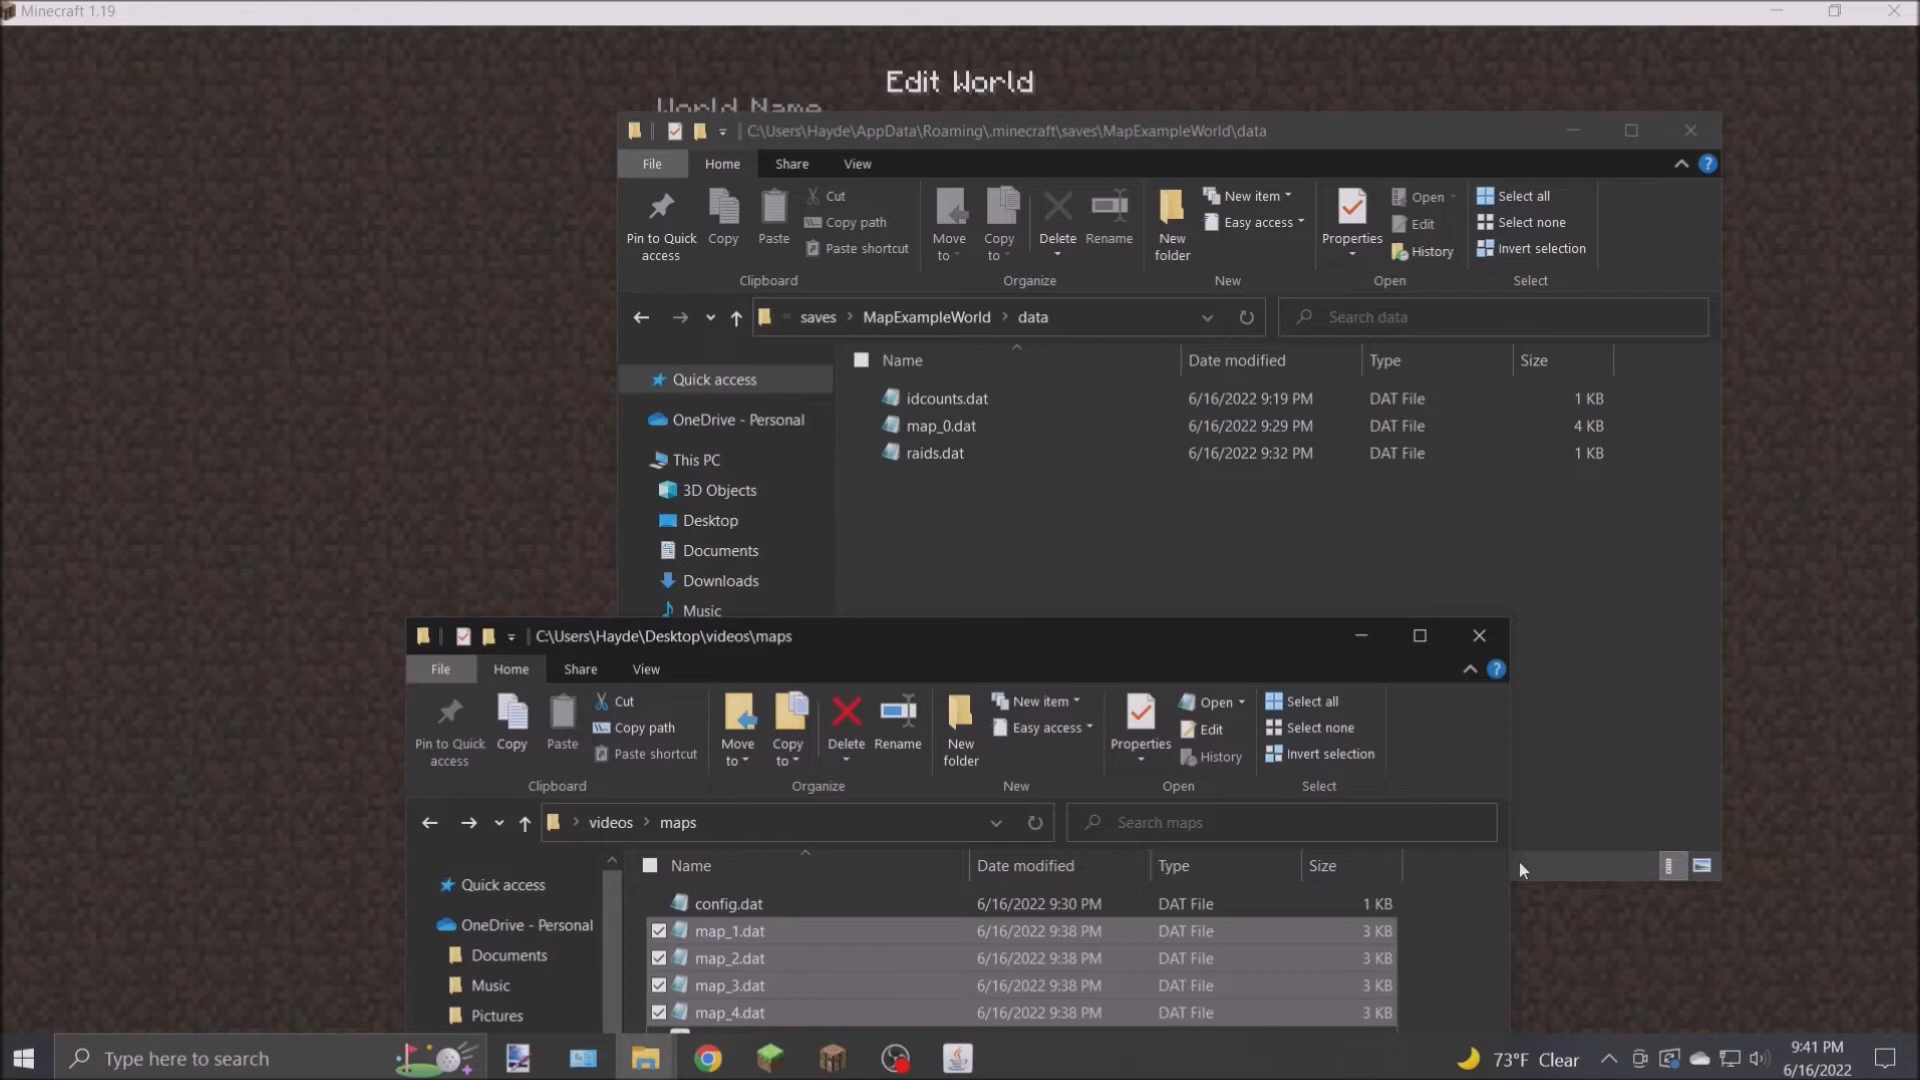 Minecraft 1.19
Edit World
World Name
C:\Users\Hayde\AppData\Roaming\.minecraft\saves\MapExampleWorld\data
File Home Share View
Pin to Quick access
Copy
Paste
Cut
Copy path
Paste shortcut
Move to
Copy to
Delete
Rename
New folder
New item
Easy access
Properties
Open
Edit
History
Select all
Select none
Invert selection
Clipboard Organize New Open Select
« saves > MapExampleWorld > data
Search data
Name Date modified Type Size
Quick access
OneDrive - Personal
This PC
3D Objects
Desktop
Documents
Downloads
Music
idcounts.dat 6/16/2022 9:19 PM DAT File 1 KB
map_0.dat 6/16/2022 9:29 PM DAT File 4 KB
raids.dat 6/16/2022 9:32 PM DAT File 1 KB
C:\Users\Hayde\Desktop\videos\maps
File Home Share View
Pin to Quick access
Copy
Paste
Cut
Copy path
Paste shortcut
Move to
Copy to
Delete
Rename
New folder
New item
Easy access
Properties
Open
Edit
History
Select all
Select none
Invert selection
Clipboard Organize New Open Select
> videos > maps
Search maps
Name Date modified Type Size
Quick access
OneDrive - Personal
Documents
Music
Pictures
config.dat 6/16/2022 9:30 PM DAT File 1 KB
map_1.dat 6/16/2022 9:38 PM DAT File 3 KB
map_2.dat 6/16/2022 9:38 PM DAT File 3 KB
map_3.dat 6/16/2022 9:38 PM DAT File 3 KB
map_4.dat 6/16/2022 9:38 PM DAT File 3 KB
Type here to search
73°F Clear
9:41 PM
6/16/2022